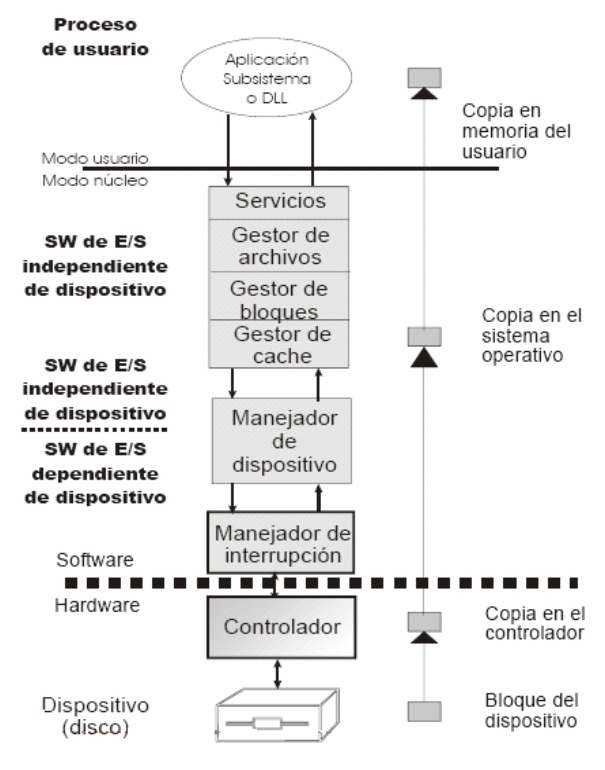 Proceso
de usuario
Aplicación
Subsistema
o DLL
Copia en
memoria del
usuario
Modo usuario
Modo núcleo
Servicios
SW de E/S
independiente
de dispositivo
Gestor de
archivos
Gestor de
bloques
Gestor de
cache
Copia en el
sistema
operativo
SW de E/S
independiente
de dispositivo
Manejador
de
dispositivo
SW de E/S
dependiente
de dispositivo
Manejador de
interrupción
Software
Hardware
Controlador
Copia en el
controlador
Dispositivo
(disco)
Bloque del
dispositivo